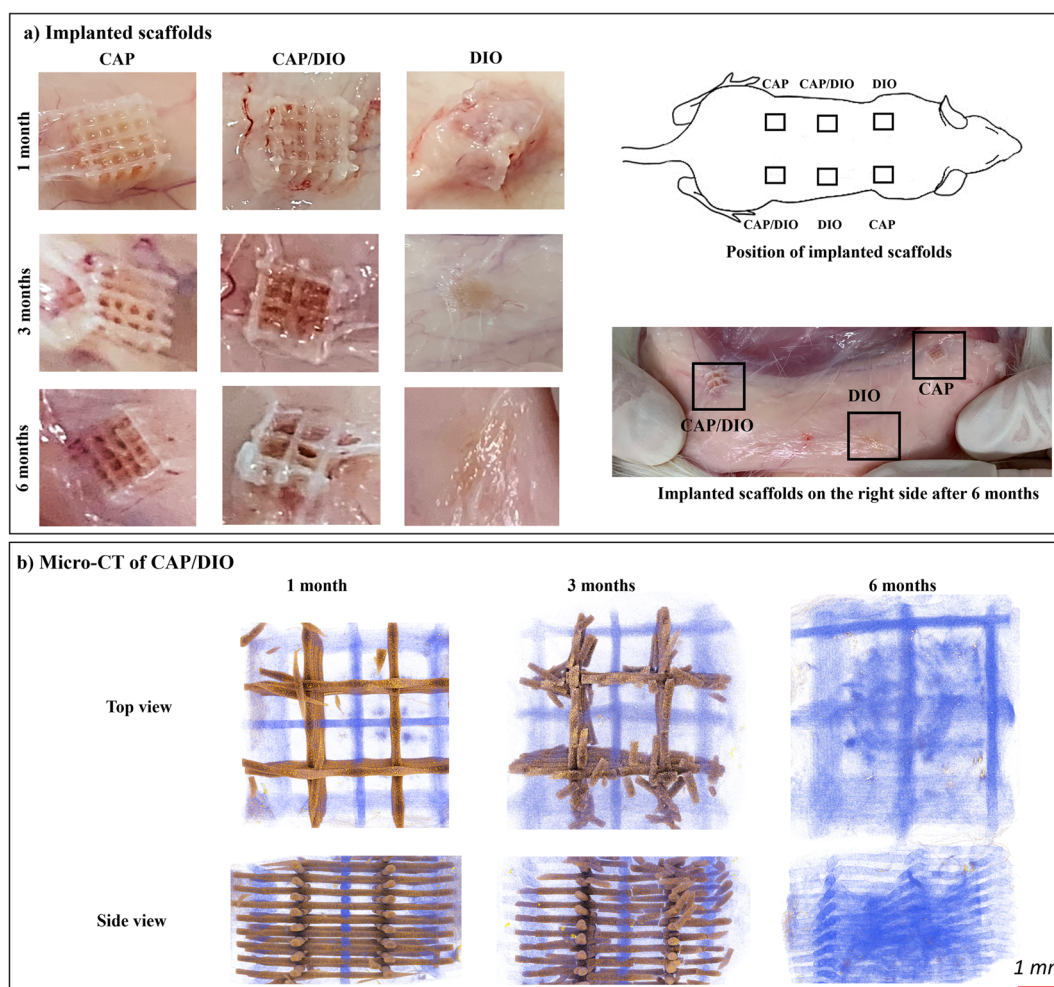 a) Implanted scaffolds
CAP CAP/DIO DIO
1 month
3 months
6 months
CAP CAP/DIO DIO
CAP/DIO DIO CAP
Position of implanted scaffolds
CAP/DIO
DIO
CAP
Implanted scaffolds on the right side after 6 months
b) Micro-CT of CAP/DIO
1 month 3 months 6 months
Top view
Side view
1 mm